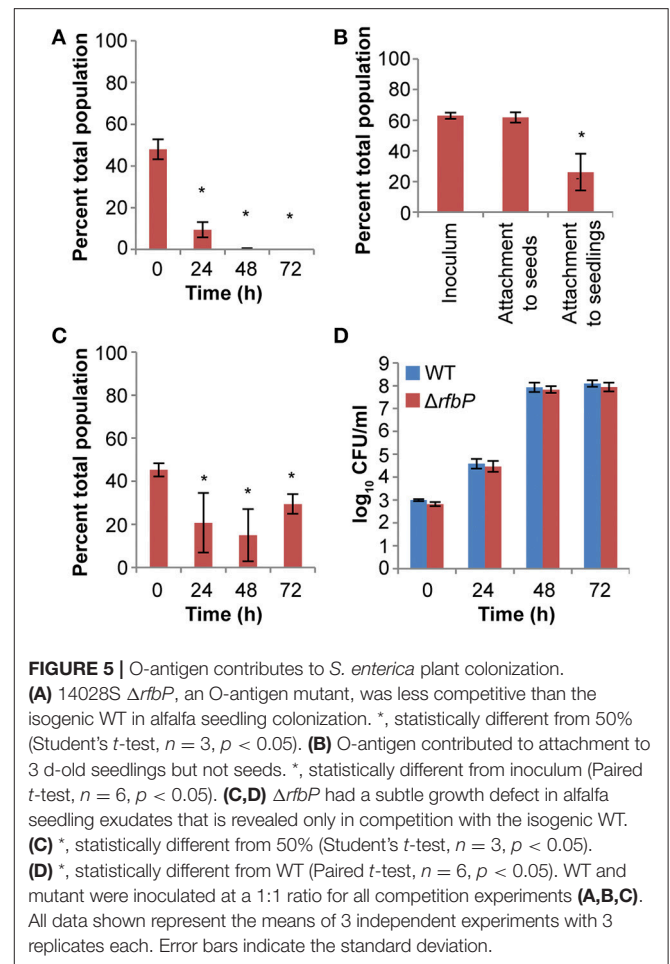 A
Percent total population
100
80
60
40
20
0
*
*
*
0 24 48 72
Time (h)
B
Percent total population
100
80
60
40
20
0
*
Inoculum
Attachment
to seeds
Attachment
to seedlings
C
Percent total population
100
80
60
40
20
0
*
*
*
0 24 48 72
Time (h)
D
log10 CFU/ml
9
8
7
6
5
4
3
2
1
0
WT
ΔrfbP
0 24 48 72
Time (h)
FIGURE 5 | O-antigen contributes to S. enterica plant colonization.
(A) 14028S ΔrfbP, an O-antigen mutant, was less competitive than the
isogenic WT in alfalfa seedling colonization. *, statistically different from 50%
(Student's t-test, n = 3, p < 0.05). (B) O-antigen contributed to attachment to
3 d-old seedlings but not seeds. *, statistically different from inoculum (Paired
t-test, n = 6, p < 0.05). (C,D) ΔrfbP had a subtle growth defect in alfalfa
seedling exudates that is revealed only in competition with the isogenic WT.
(C) *, statistically different from 50% (Student's t-test, n = 3, p < 0.05).
(D) *, statistically different from WT (Paired t-test, n = 6, p < 0.05). WT and
mutant were inoculated at a 1:1 ratio for all competition experiments (A,B,C).
All data shown represent the means of 3 independent experiments with 3
replicates each. Error bars indicate the standard deviation.